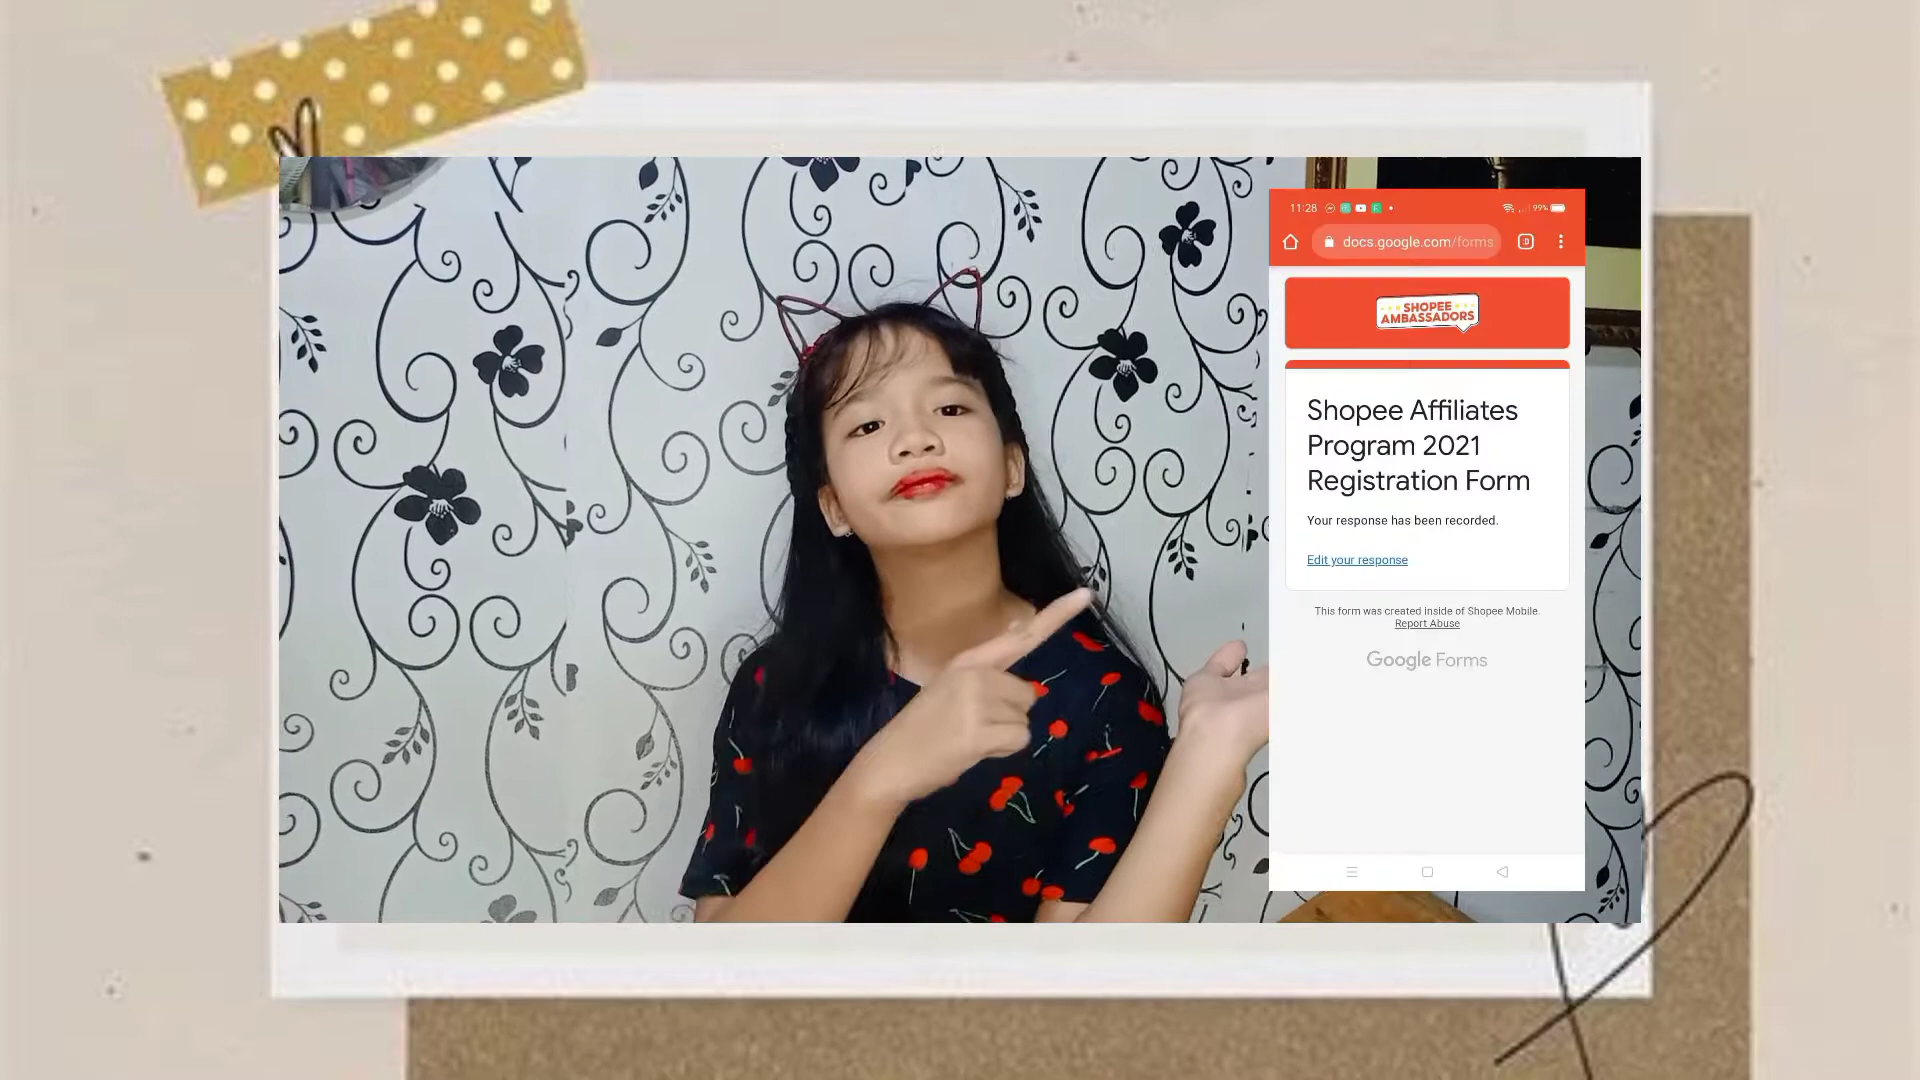 11:28
99%
docs.google.com/forms
:D
SHOPEE
AMBASSADORS
Shopee Affiliates
Program 2021
Registration Form
Your response has been recorded.
Edit your response
This form was created inside of Shopee Mobile.
Report Abuse
Google Forms